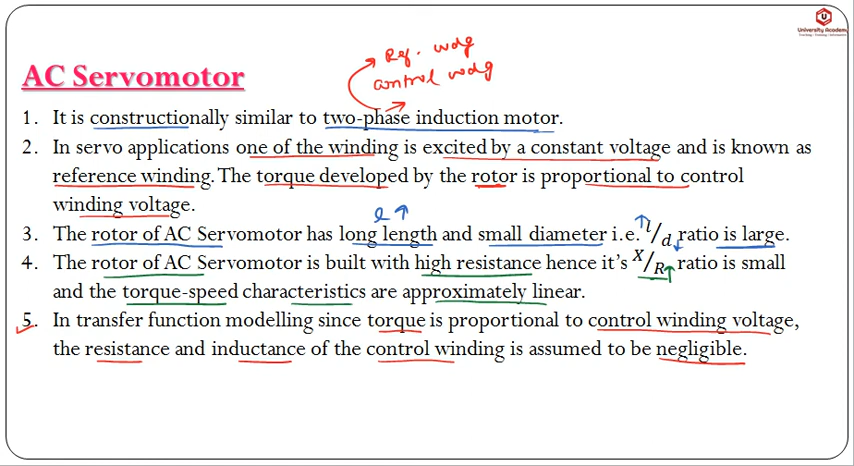 University Academy
Ref. wdg
control wdg
AC Servomotor
1. It is constructionally similar to two-phase induction motor.
2. In servo applications one of the winding is excited by a constant voltage and is known as
reference winding. The torque developed by the rotor is proportional to control
winding voltage.
l ↑
3. The rotor of AC Servomotor has long length and small diameter i.e. ↑ l/d ↓ ratio is large.
4. The rotor of AC Servomotor is built with high resistance hence it's X/R ↑ ratio is small
and the torque-speed characteristics are approximately linear.
5. In transfer function modelling since torque is proportional to control winding voltage,
the resistance and inductance of the control winding is assumed to be negligible.